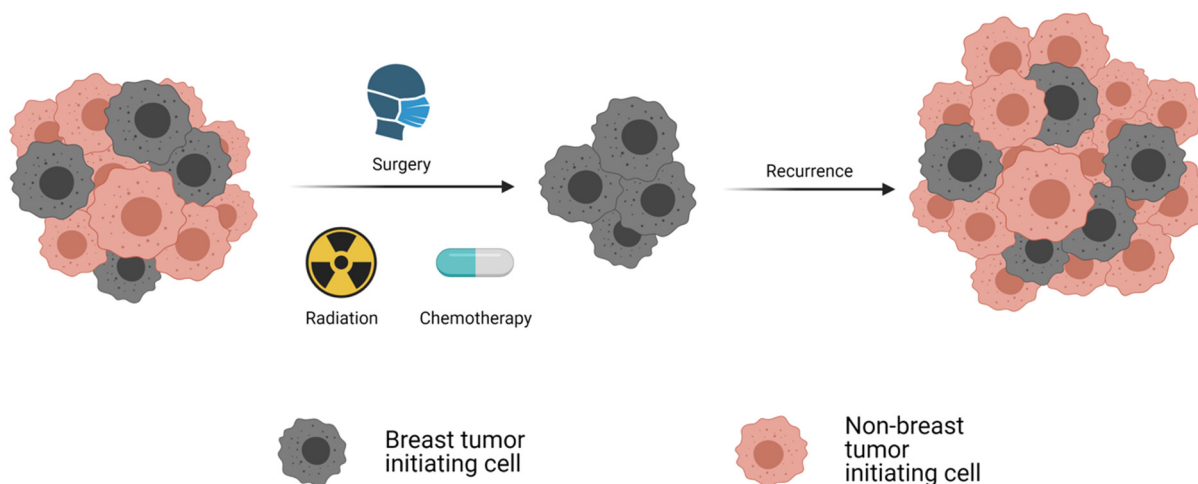 Surgery
Recurrence
Radiation
Chemotherapy
Breast tumor
initiating cell
Non-breast
tumor
initiating cell